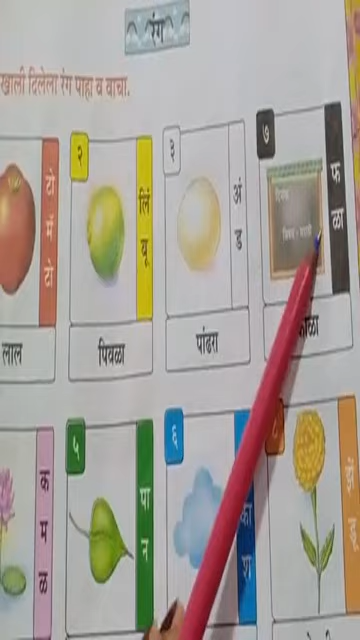 रंग
खाली दिलेला रंग पाहा व वाचा.
टो
मॅ
टो
लाल
२
लिं
बू
पिवळा
३
अं
ड
पांढरा
७
फ
ळा
क
म
ळ
५
पा
न
६
का
श